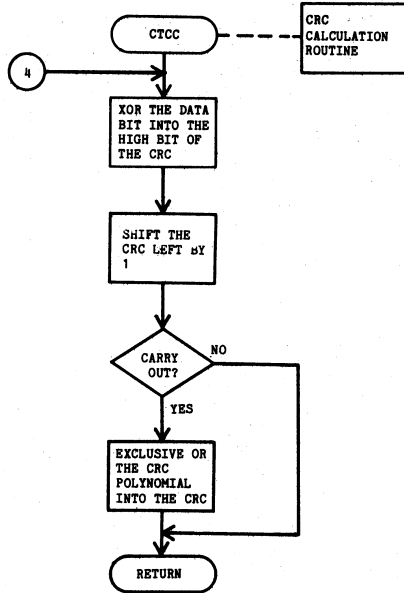 CTCC
CRC
CALCULATION
ROUTINE
4
XOR THE DATA
BIT INTO THE
HIGH BIT OF
THE CRC
SHIFT THE
CRC LEFT BY
1
CARRY
OUT?
NO
YES
EXCLUSIVE OR
THE CRC
POLYNOMIAL
INTO THE CRC
RETURN